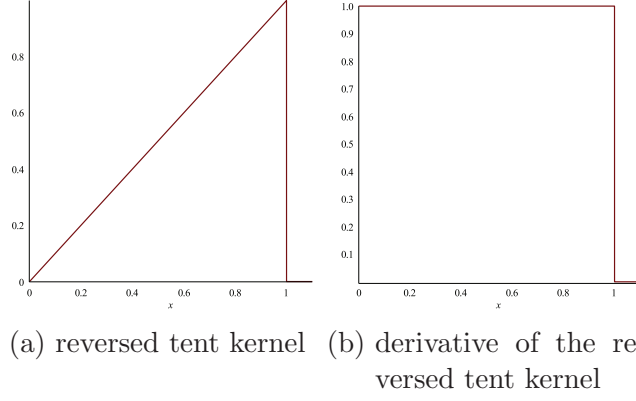 0.8
0.6
0.4
0.2
0
0 0.2 0.4 0.6 0.8 1
x
1.0
0.9
0.8
0.7
0.6
0.5
0.4
0.3
0.2
0.1
0 0.2 0.4 0.6 0.8 1
x
(a) reversed tent kernel
(b) derivative of the re-
versed tent kernel